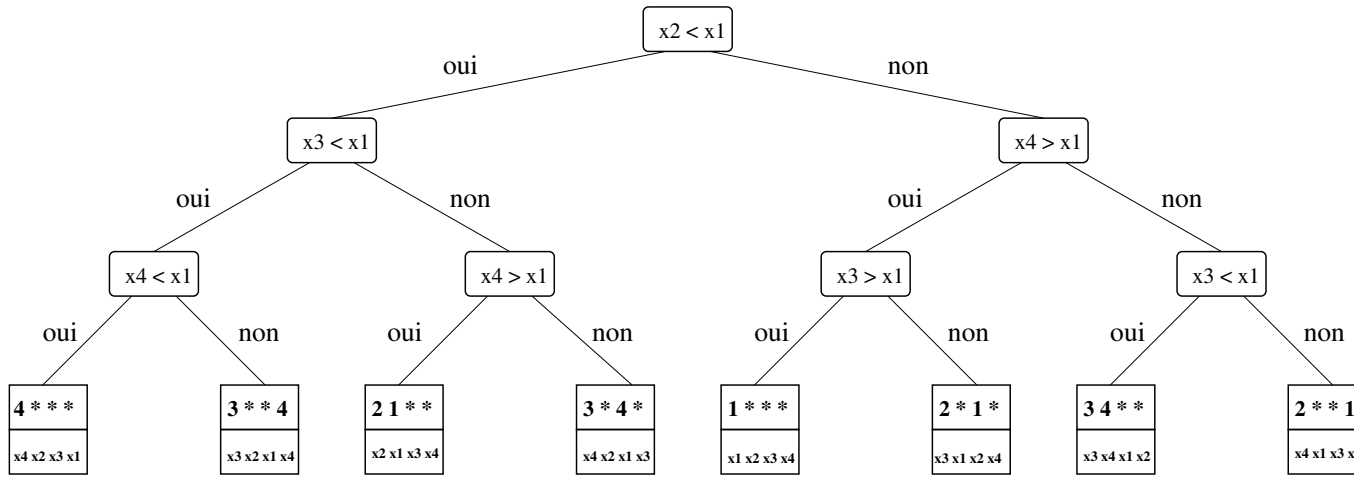 x2 < x1
oui
non
x3 < x1
x4 > x1
oui
non
oui
non
x4 < x1
x4 > x1
x3 > x1
x3 < x1
oui
non
oui
non
oui
non
oui
non
4 * * *
3 * * 4
2 1 * *
3 * 4 *
1 * * *
2 * 1 *
3 4 * *
2 * * 1
x4 x2 x3 x1
x3 x2 x1 x4
x2 x1 x3 x4
x4 x2 x1 x3
x1 x2 x3 x4
x3 x1 x2 x4
x3 x4 x1 x2
x4 x1 x3